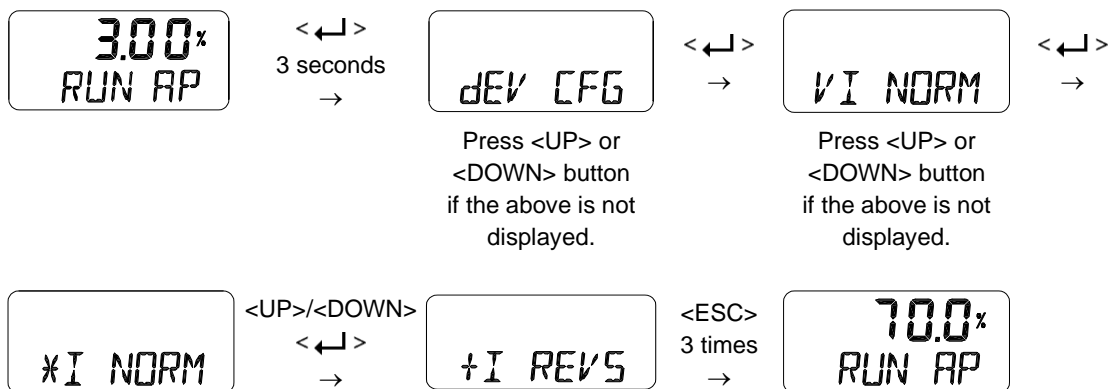 3.00%
RUN AP
<↵>
3 seconds
→
dEV CFG
Press <UP> or
<DOWN> button
if the above is not
displayed.
<↵>
→
VI NORM
Press <UP> or
<DOWN> button
if the above is not
displayed.
<↵>
→
*I NORM
<UP>/<DOWN>
<↵>
→
+I REVS
<ESC>
3 times
→
70.0%
RUN AP